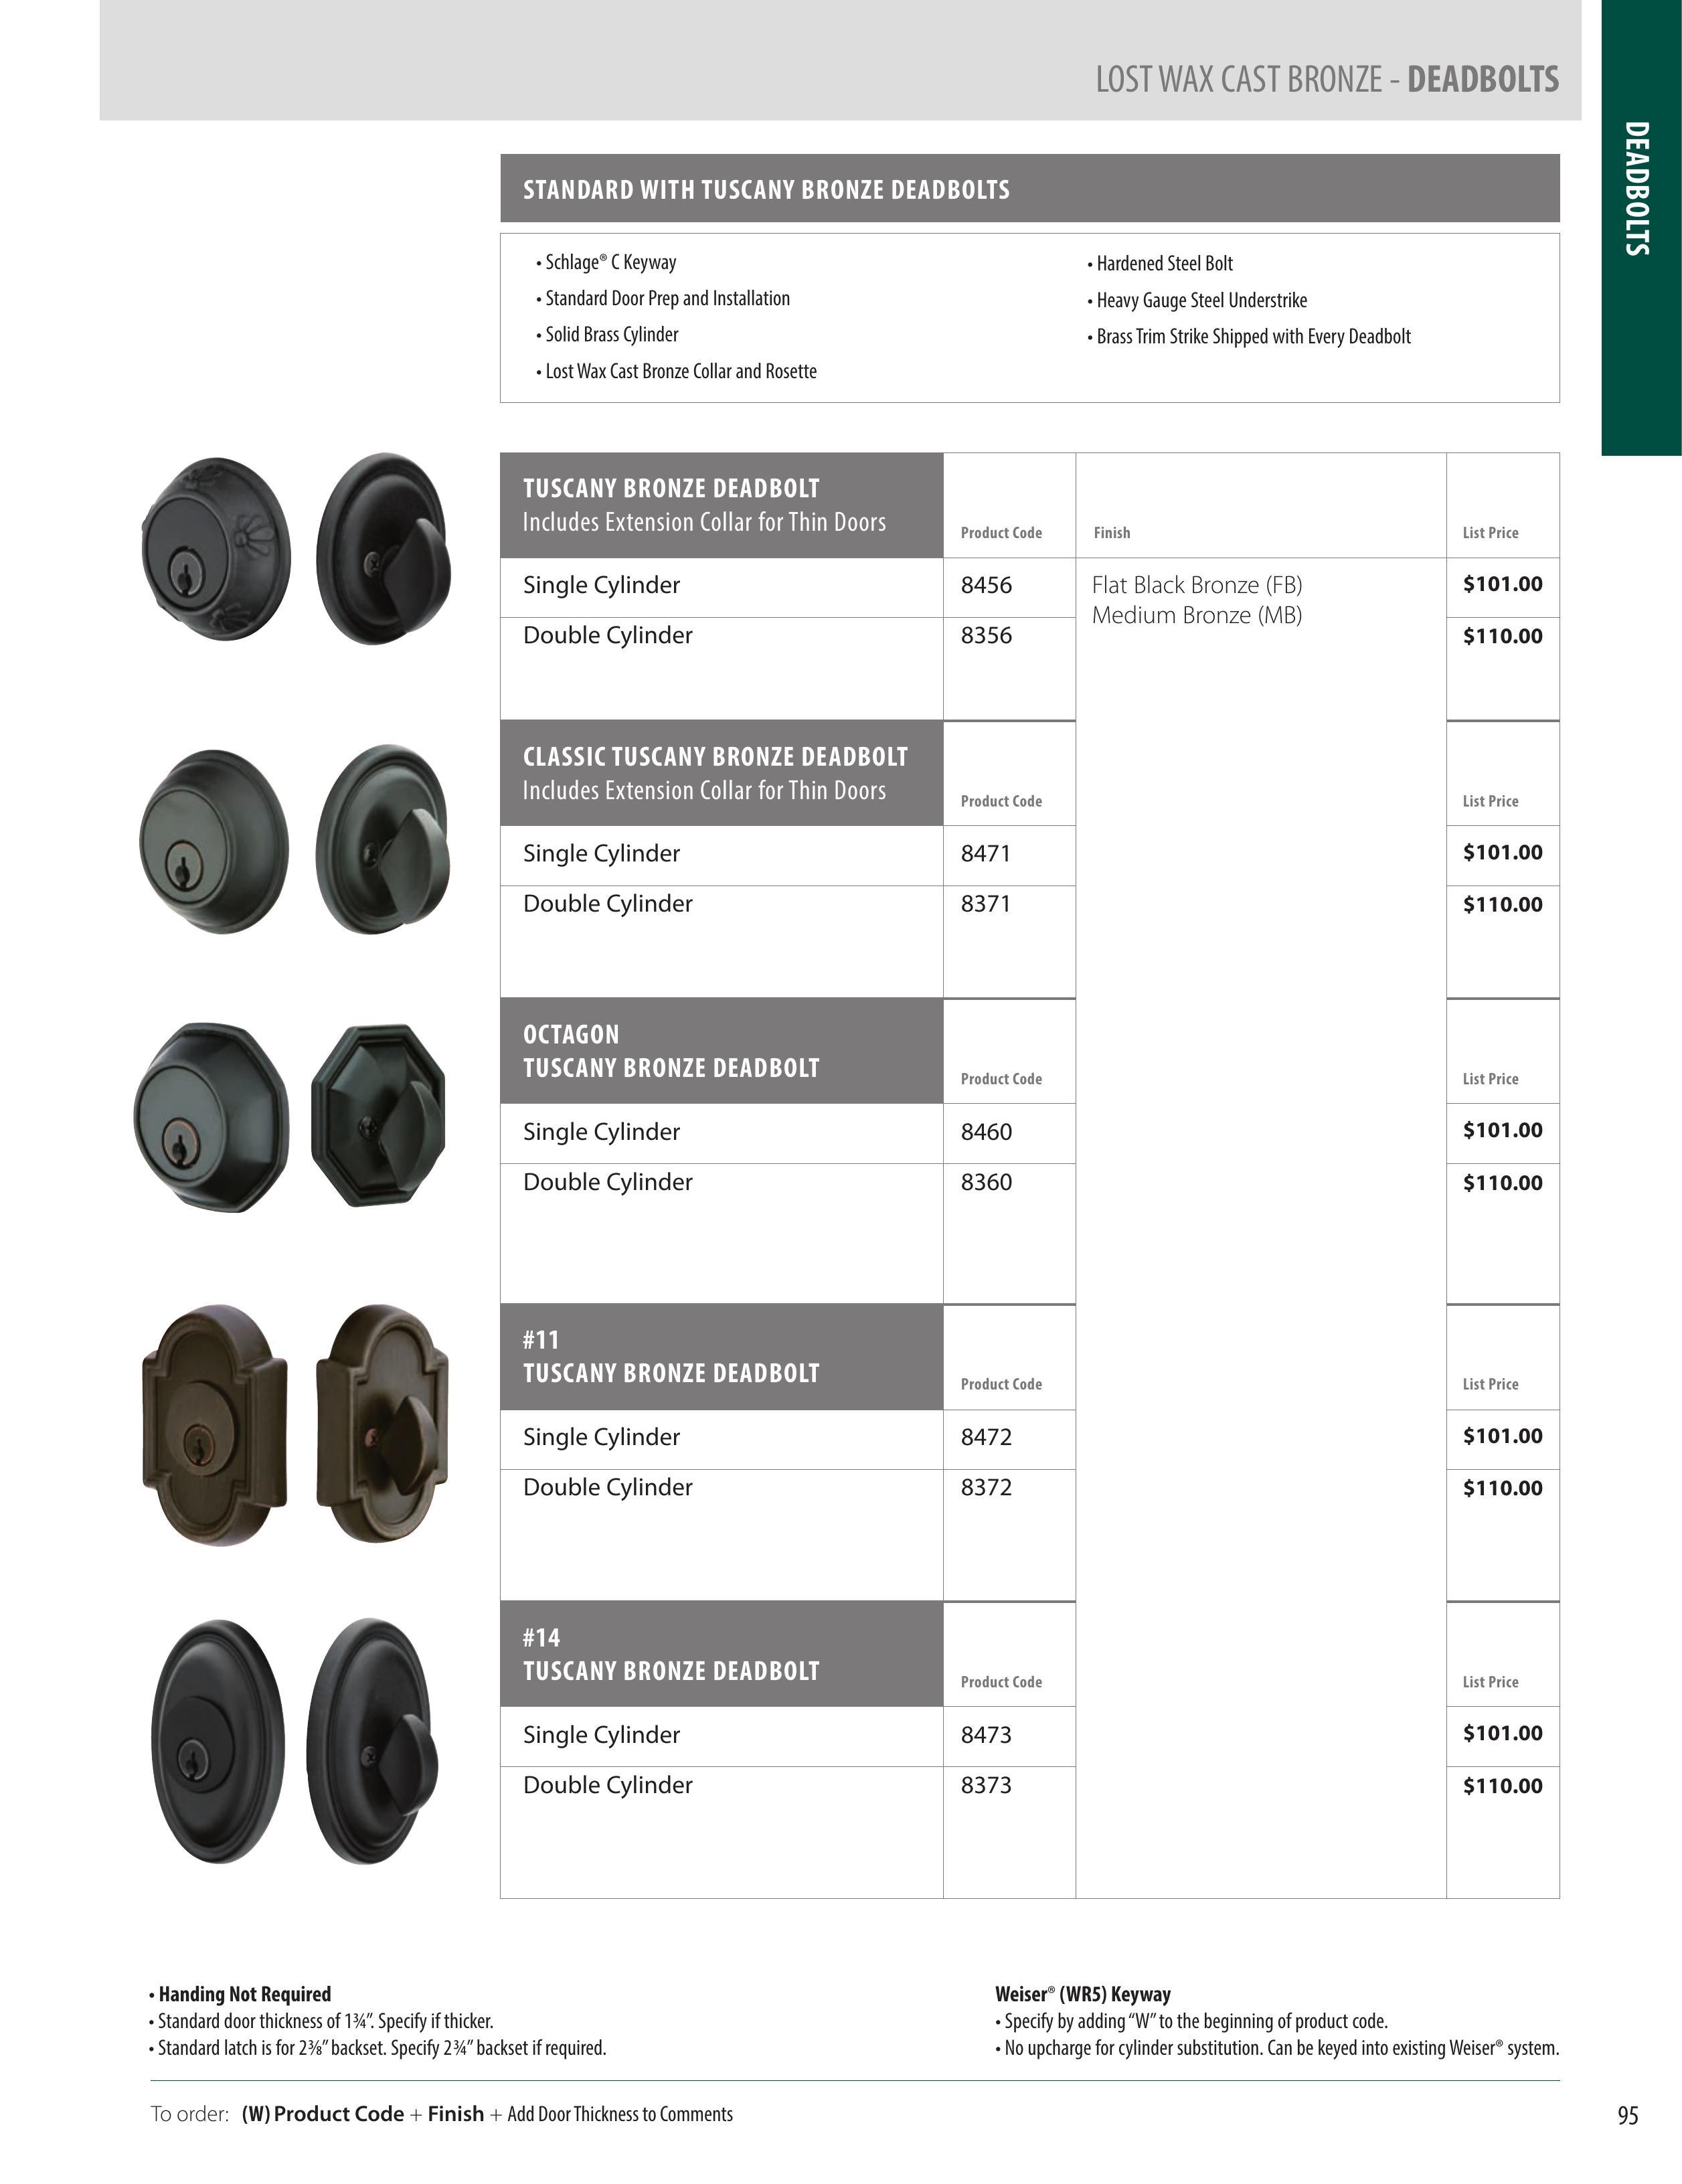 LOST WAX CAST BRONZE - DEADBOLTS
DEADBOLTS
STANDARD WITH TUSCANY BRONZE DEADBOLTS
• Schlage® C Keyway
• Standard Door Prep and Installation
• Solid Brass Cylinder
• Lost Wax Cast Bronze Collar and Rosette
• Hardened Steel Bolt
• Heavy Gauge Steel Understrike
• Brass Trim Strike Shipped with Every Deadbolt
TUSCANY BRONZE DEADBOLT
Includes Extension Collar for Thin Doors
Product Code Finish List Price
Single Cylinder 8456 Flat Black Bronze (FB) $101.00
Medium Bronze (MB)
Double Cylinder 8356 $110.00
CLASSIC TUSCANY BRONZE DEADBOLT
Includes Extension Collar for Thin Doors
Product Code List Price
Single Cylinder 8471 $101.00
Double Cylinder 8371 $110.00
OCTAGON
TUSCANY BRONZE DEADBOLT
Product Code List Price
Single Cylinder 8460 $101.00
Double Cylinder 8360 $110.00
#11
TUSCANY BRONZE DEADBOLT
Product Code List Price
Single Cylinder 8472 $101.00
Double Cylinder 8372 $110.00
#14
TUSCANY BRONZE DEADBOLT
Product Code List Price
Single Cylinder 8473 $101.00
Double Cylinder 8373 $110.00
• Handing Not Required
• Standard door thickness of 1¾”. Specify if thicker.
• Standard latch is for 2⅜” backset. Specify 2¾” backset if required.
Weiser® (WR5) Keyway
• Specify by adding “W” to the beginning of product code.
• No upcharge for cylinder substitution. Can be keyed into existing Weiser® system.
To order: (W) Product Code + Finish + Add Door Thickness to Comments
95